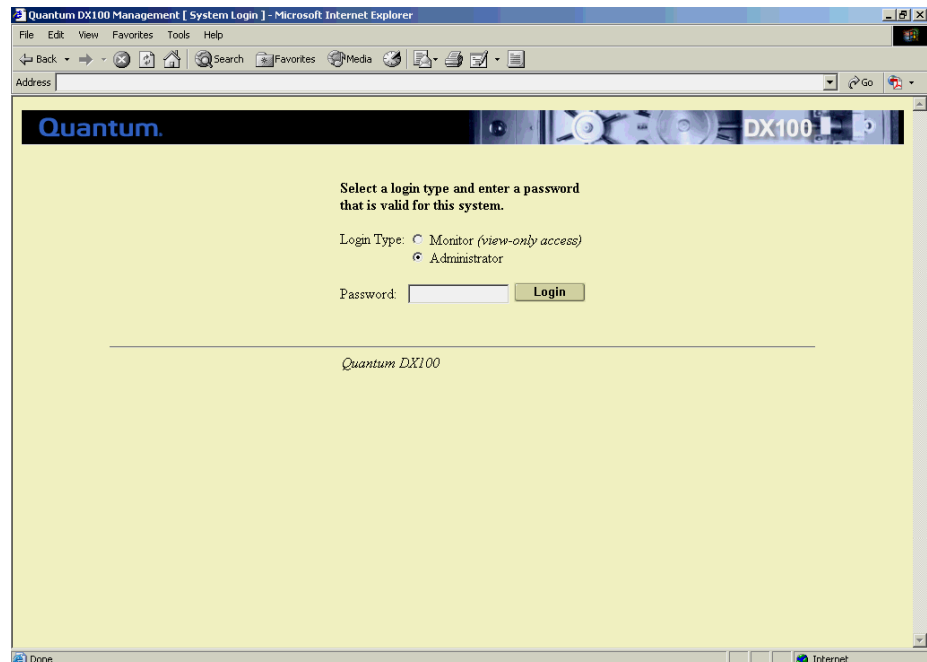 Quantum DX100 Management [ System Login ] - Microsoft Internet Explorer
File Edit View Favorites Tools Help
Back Search Favorites Media
Address Go
Quantum. DX100
Select a login type and enter a password
that is valid for this system.
Login Type: Monitor (view-only access)
Administrator
Password: Login
Quantum DX100
Done Internet